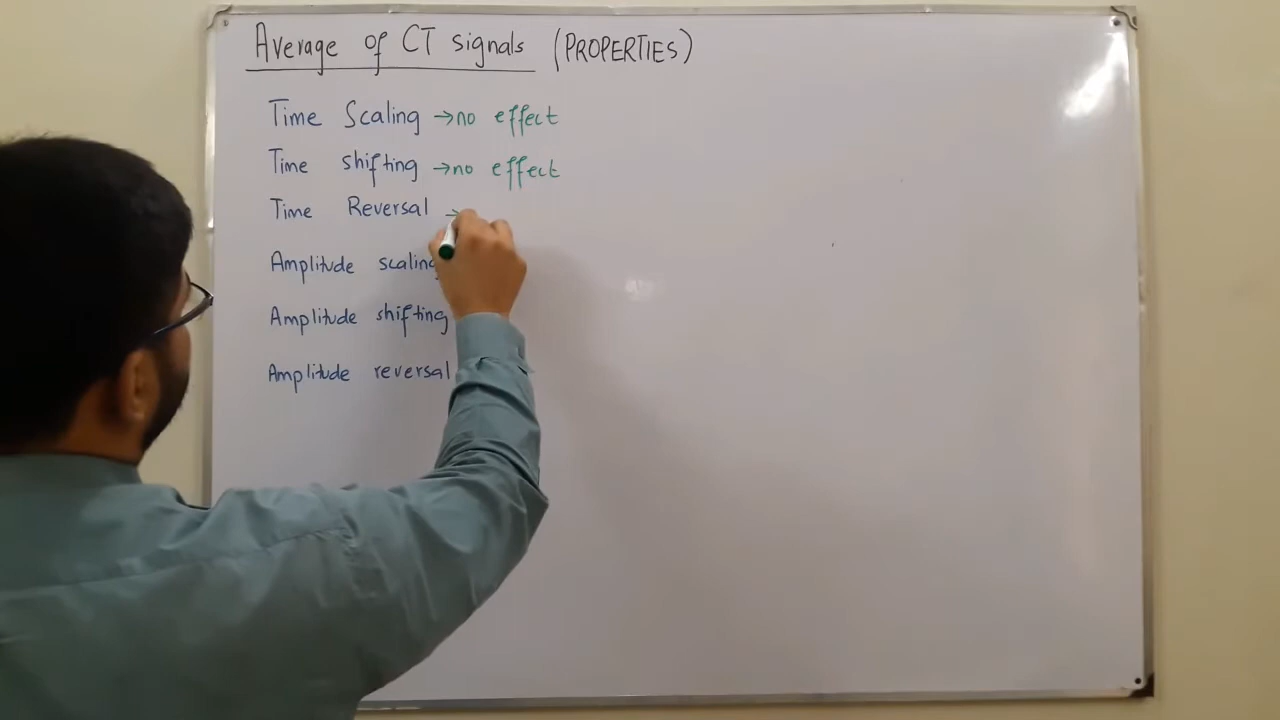 Average of CT signals (PROPERTIES)
Time Scaling → no effect
Time shifting → no effect
Time Reversal →
Amplitude scaling
Amplitude shifting
Amplitude reversal